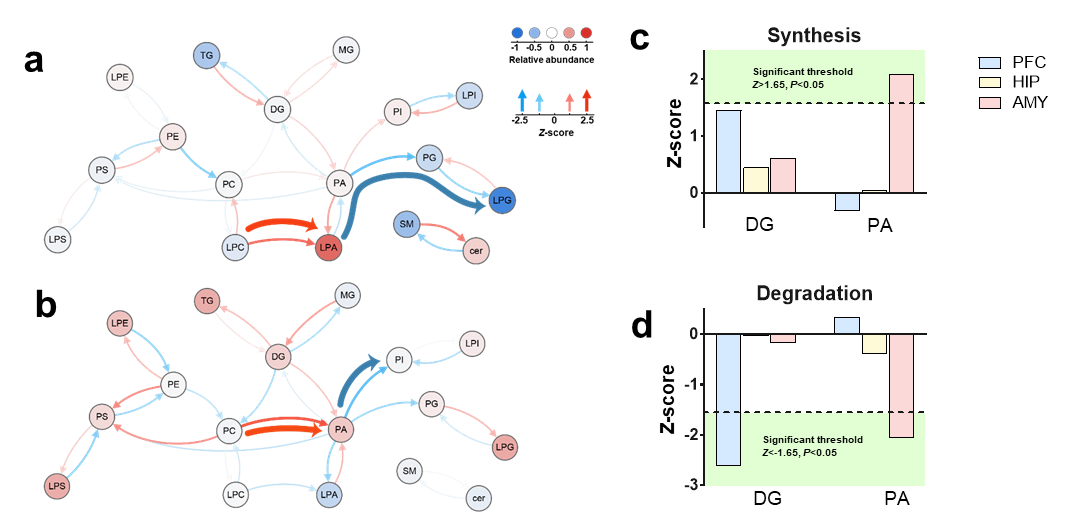 a
TG
MG
LPE
DG
PI
LPI
PE
PS
PC
PA
PG
LPG
LPS
LPC
LPA
SM
cer
-1 -0.5 0 0.5 1
Relative abundance
-2.5 0 2.5
Z-score
b
TG
MG
LPE
DG
PI
LPI
PE
PS
PC
PA
PG
LPG
LPS
LPC
LPA
SM
cer
c
Synthesis
Significant threshold
Z>1.65, P<0.05
Z-score
2
1
0
DG PA
PFC
HIP
AMY
d
Degradation
Z-score
0
-1
-2
-3
Significant threshold
Z<-1.65, P<0.05
DG PA